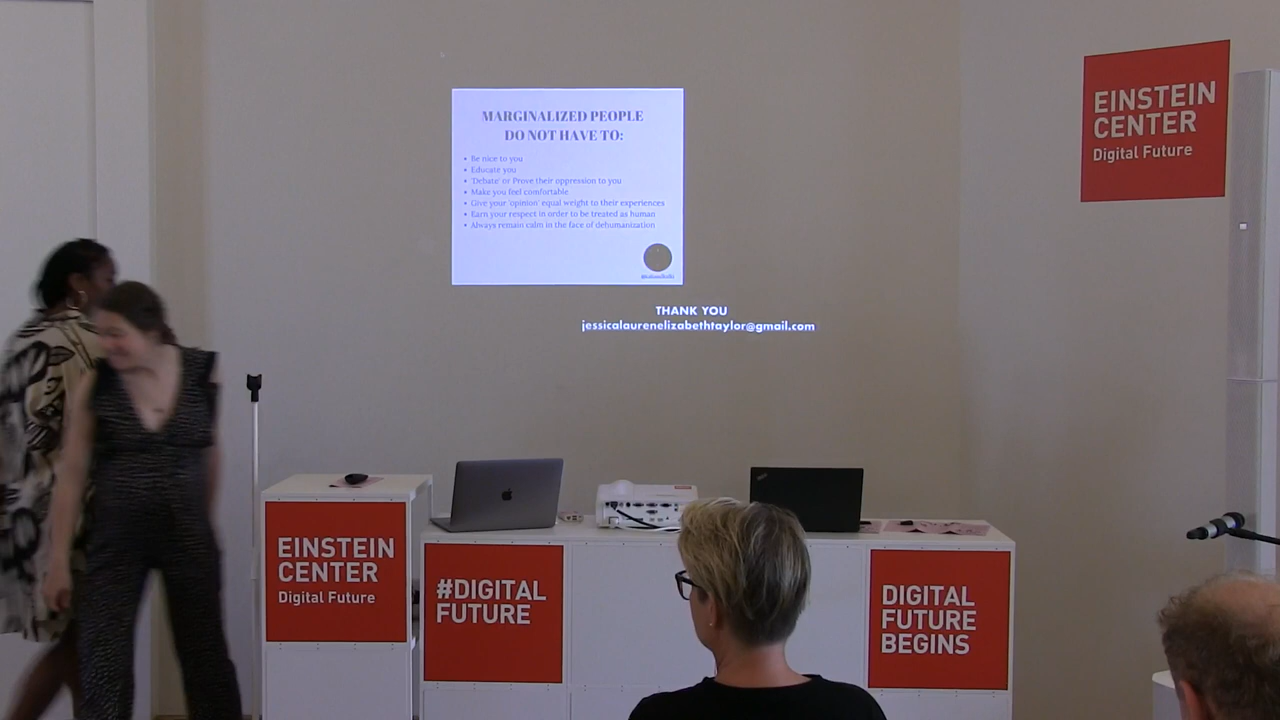 MARGINALIZED PEOPLE
DO NOT HAVE TO:
• Be nice to you
• Educate you
• 'Debate' or Prove their oppression to you
• Make you feel comfortable
• Give your 'opinion' equal weight to their experiences
• Earn your respect in order to be treated as human
• Always remain calm in the face of dehumanization
THANK YOU
jessicalaurenelizabethtaylor@gmail.com
EINSTEIN
CENTER
Digital Future
EINSTEIN
CENTER
Digital Future
#DIGITAL
FUTURE
DIGITAL
FUTURE
BEGINS